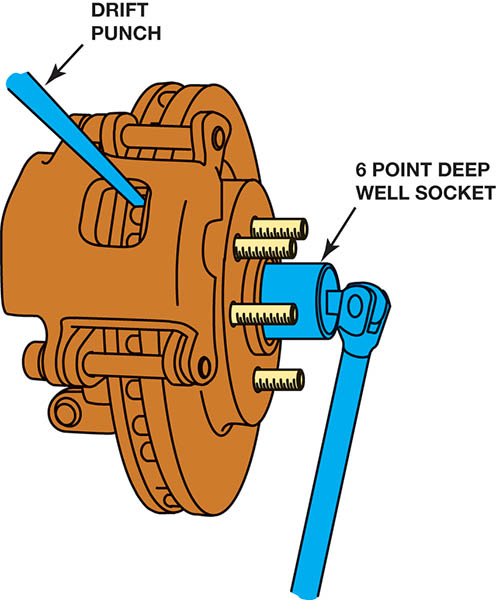 DRIFT
PUNCH
6 POINT DEEP
WELL SOCKET